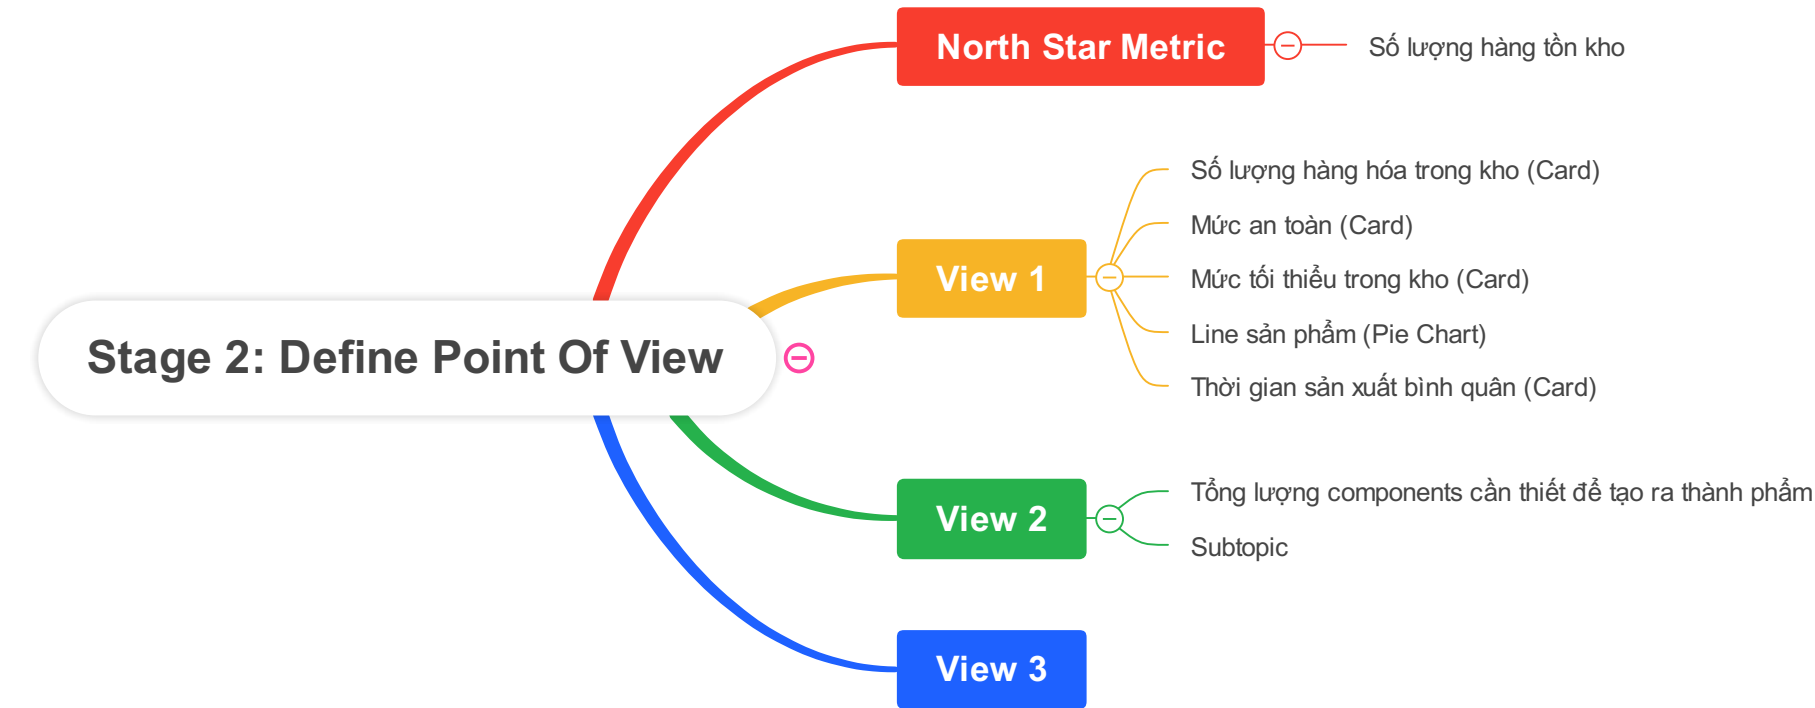 North Star Metric
Số lượng hàng tồn kho
Số lượng hàng hóa trong kho (Card)
Mức an toàn (Card)
View 1
Mức tối thiểu trong kho (Card)
Line sản phẩm (Pie Chart)
Thời gian sản xuất bình quân (Card)
Stage 2: Define Point Of View
View 2
Tổng lượng components cần thiết để tạo ra thành phẩm
Subtopic
View 3